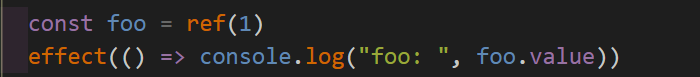 const foo = ref(1)
effect(() => console.log("foo: ", foo.value))